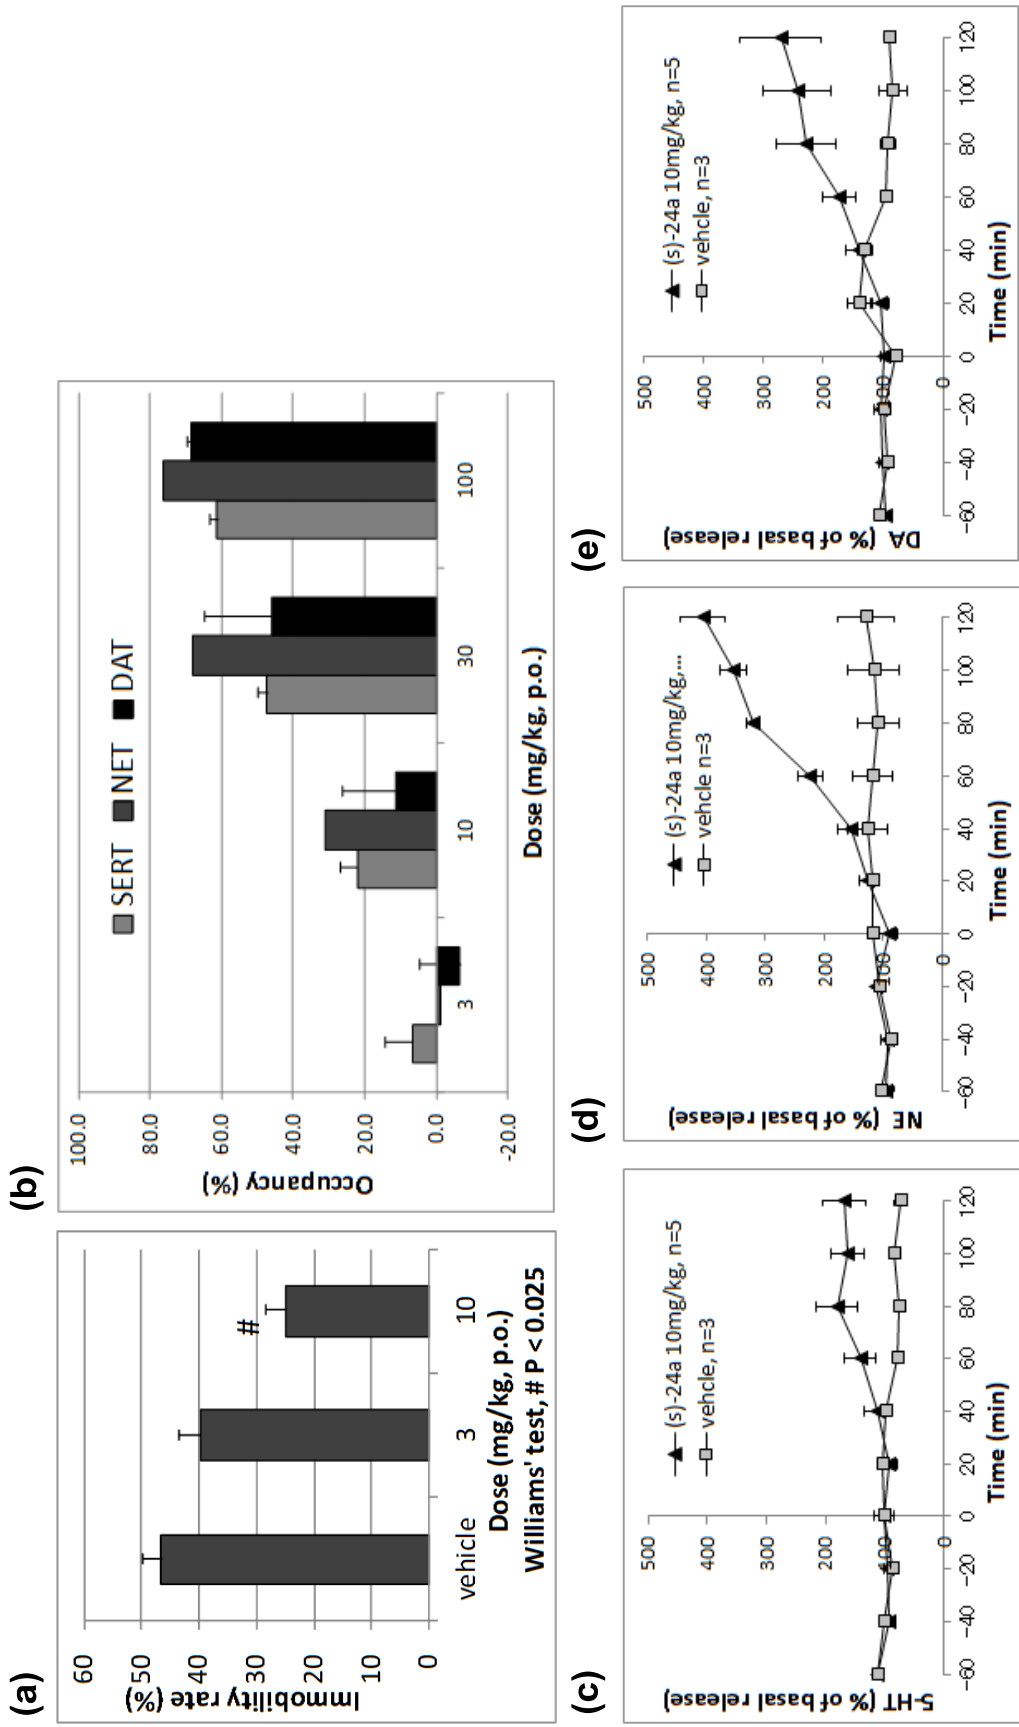 (a)
60
50
40
30
20
10
0
Immobility rate (%)
#
vehicle 3 10
Dose (mg/kg, p.o.)
Williams' test, # P < 0.025
(b)
SERT NET DAT
100.0
80.0
60.0
40.0
20.0
0.0
-20.0
Occupancy (%)
3 10 30 100
Dose (mg/kg, p.o.)
(c)
500
400
300
200
100
0
5-HT (% of basal release)
(s)-24a 10mg/kg, n=5
vehcle, n=3
-60 -40 -20 0 20 40 60 80 100 120
Time (min)
(d)
500
400
300
200
100
0
NE (% of basal release)
(s)-24a 10mg/kg,...
vehcle n=3
-60 -40 -20 0 20 40 60 80 100 120
Time (min)
(e)
500
400
300
200
100
0
DA (% of basal release)
(s)-24a 10mg/kg, n=5
vehcle, n=3
-60 -40 -20 0 20 40 60 80 100 120
Time (min)